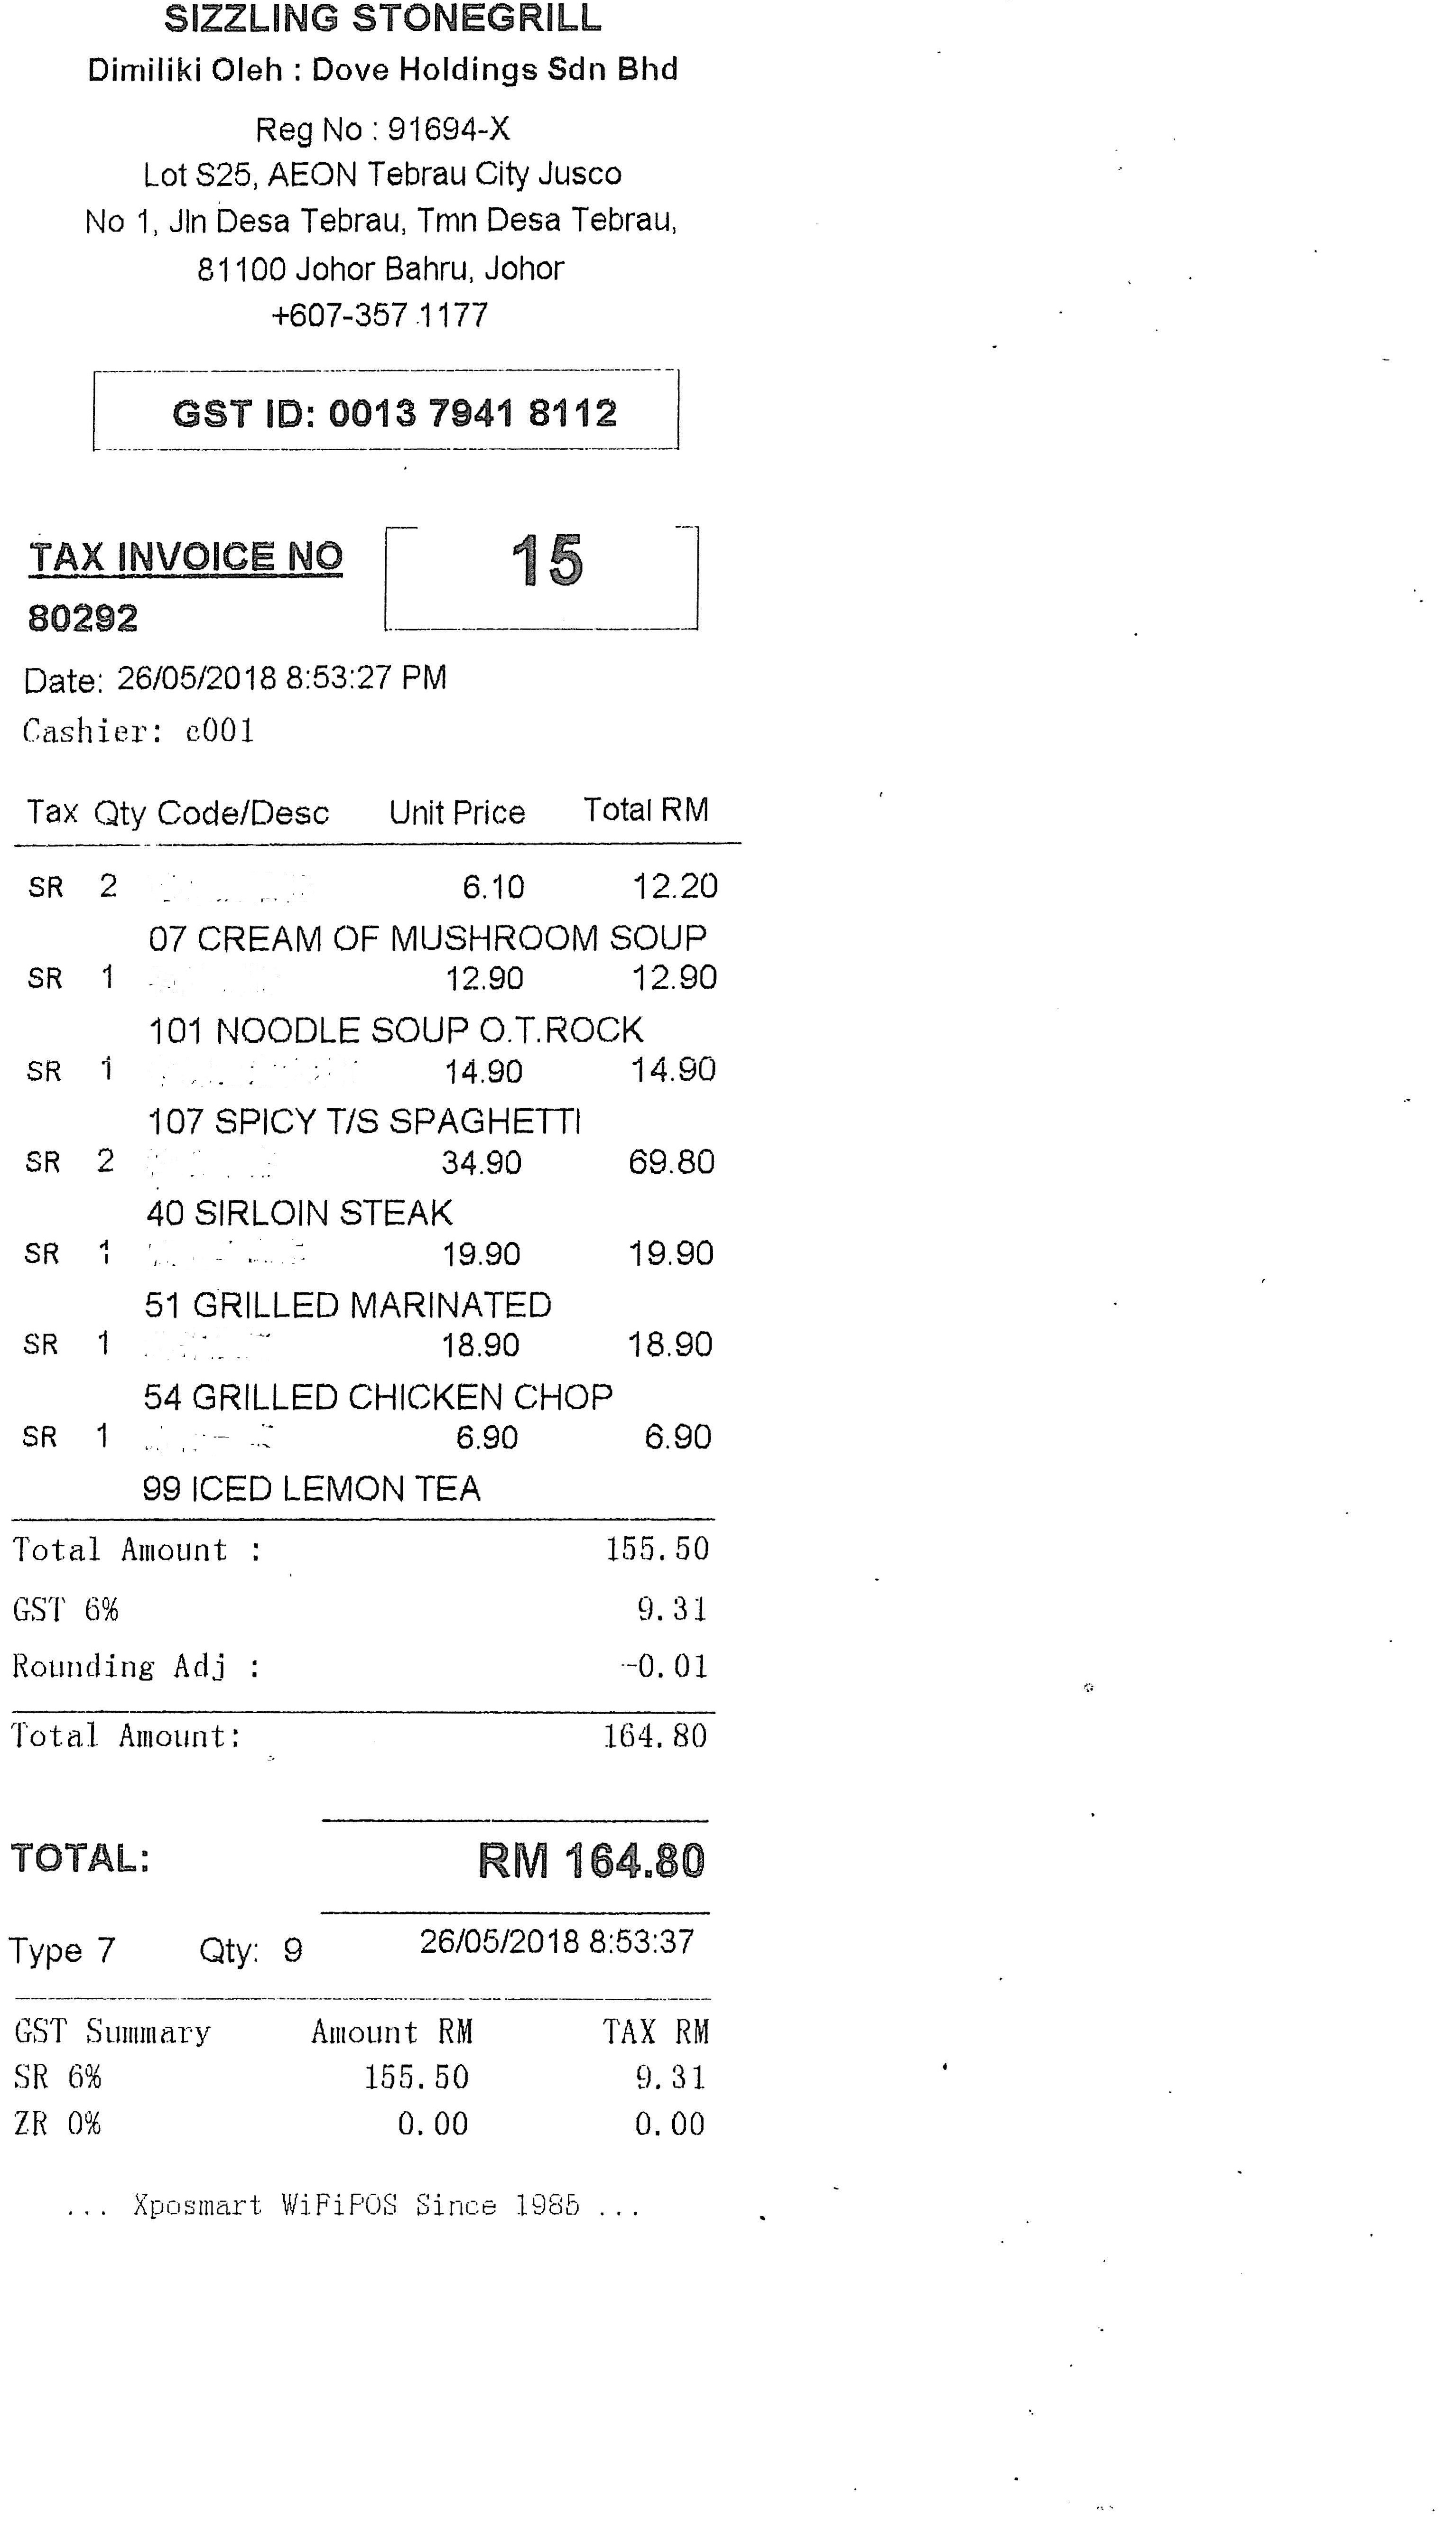 SIZZLING STONEGRILL
Dimiliki Oleh : Dove Holdings Sdn Bhd
Reg No : 91694-X
Lot S25, AEON Tebrau City Jusco
No 1, Jln Desa Tebrau, Tmn Desa Tebrau,
81100 Johor Bahru, Johor
+607-357 1177
GST ID: 0013 7941 8112
TAX INVOICE NO
15
80292
Date: 26/05/2018 8:53:27 PM
Cashier: c001
Tax Qty Code/Desc Unit Price Total RM
SR 2 6.10 12.20
07 CREAM OF MUSHROOM SOUP
SR 1 12.90 12.90
101 NOODLE SOUP O.T.ROCK
SR 1 14.90 14.90
107 SPICY T/S SPAGHETTI
SR 2 34.90 69.80
40 SIRLOIN STEAK
SR 1 19.90 19.90
51 GRILLED MARINATED
SR 1 18.90 18.90
54 GRILLED CHICKEN CHOP
SR 1 6.90 6.90
99 ICED LEMON TEA
Total Amount : 155.50
GST 6% 9.31
Rounding Adj : -0.01
Total Amount: 164.80
TOTAL: RM 164.80
Type 7 Qty: 9 26/05/2018 8:53:37
GST Summary Amount RM TAX RM
SR 6% 155.50 9.31
ZR 0% 0.00 0.00
... Xposmart WiFiPOS Since 1985 ...